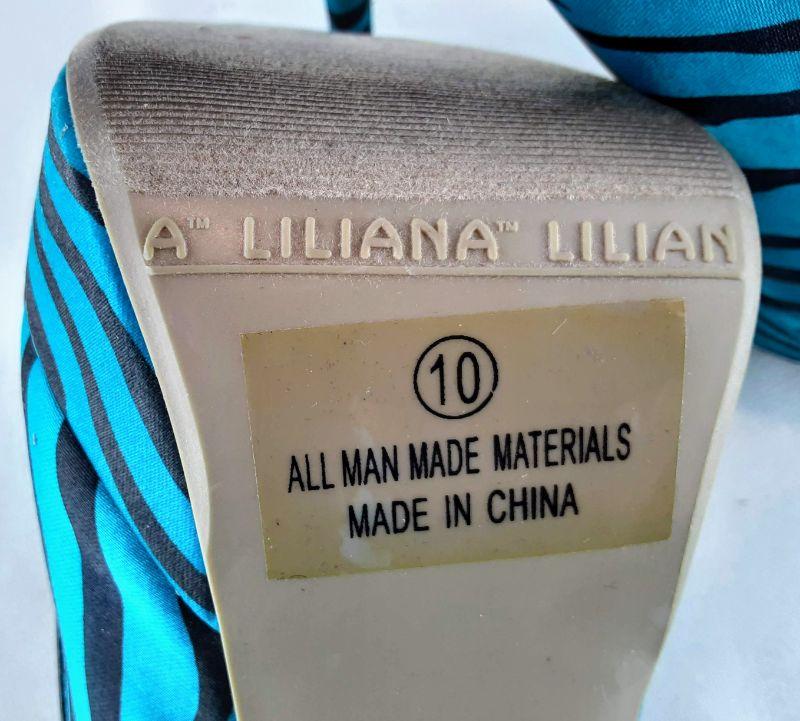 A™ LILIANA™ LILIAN
10
ALL MAN MADE MATERIALS
MADE IN CHINA